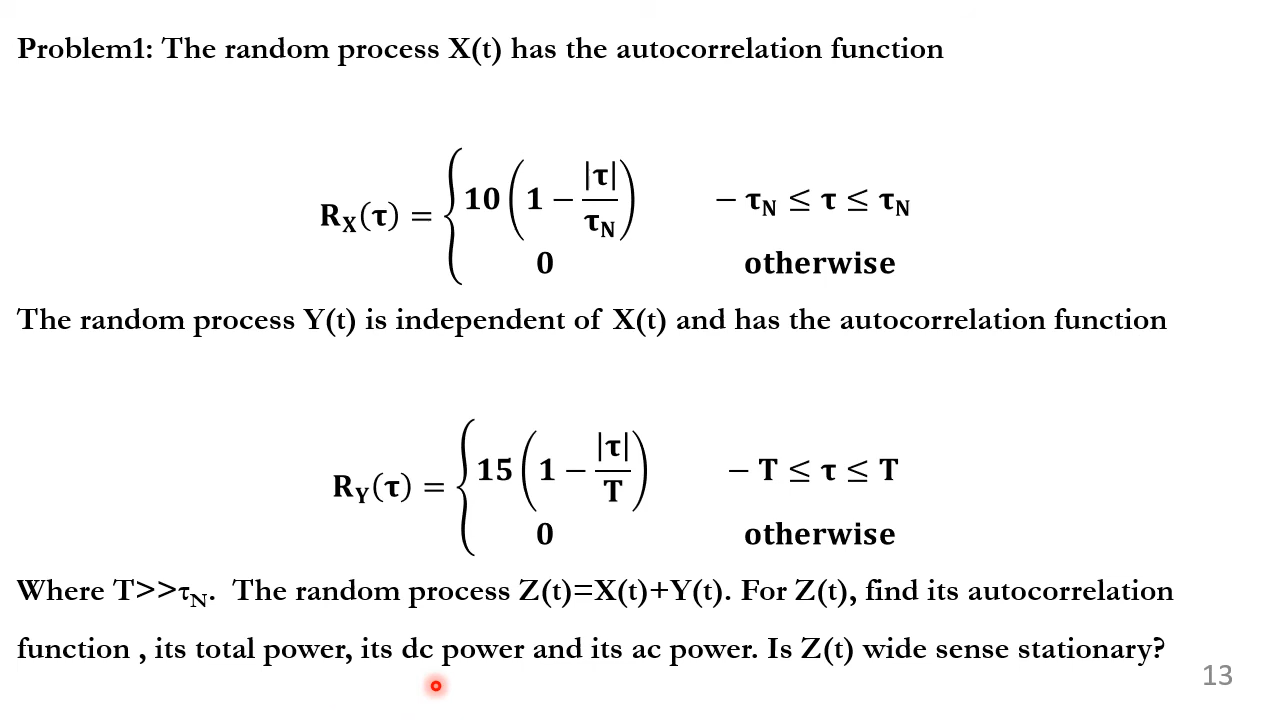 Problem1: The random process X(t) has the autocorrelation function
R_X(τ) = { 10 (1 − |τ|/τ_N)   − τ_N ≤ τ ≤ τ_N
0   otherwise
The random process Y(t) is independent of X(t) and has the autocorrelation function
R_Y(τ) = { 15 (1 − |τ|/T)   − T ≤ τ ≤ T
0   otherwise
Where T>>τ_N. The random process Z(t)=X(t)+Y(t). For Z(t), find its autocorrelation
function , its total power, its dc power and its ac power. Is Z(t) wide sense stationary?
13